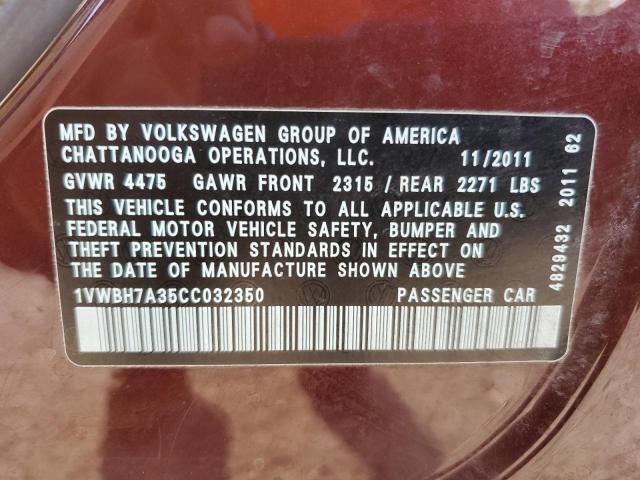 MFD BY VOLKSWAGEN GROUP OF AMERICA
CHATTANOOGA OPERATIONS, LLC. 11/2011
GVWR 4475 GAWR FRONT 2315 / REAR 2271 LBS
THIS VEHICLE CONFORMS TO ALL APPLICABLE U.S.
FEDERAL MOTOR VEHICLE SAFETY, BUMPER AND
THEFT PREVENTION STANDARDS IN EFFECT ON
THE DATE OF MANUFACTURE SHOWN ABOVE
1VWBH7A35CC032350 PASSENGER CAR
4829432 2011 62